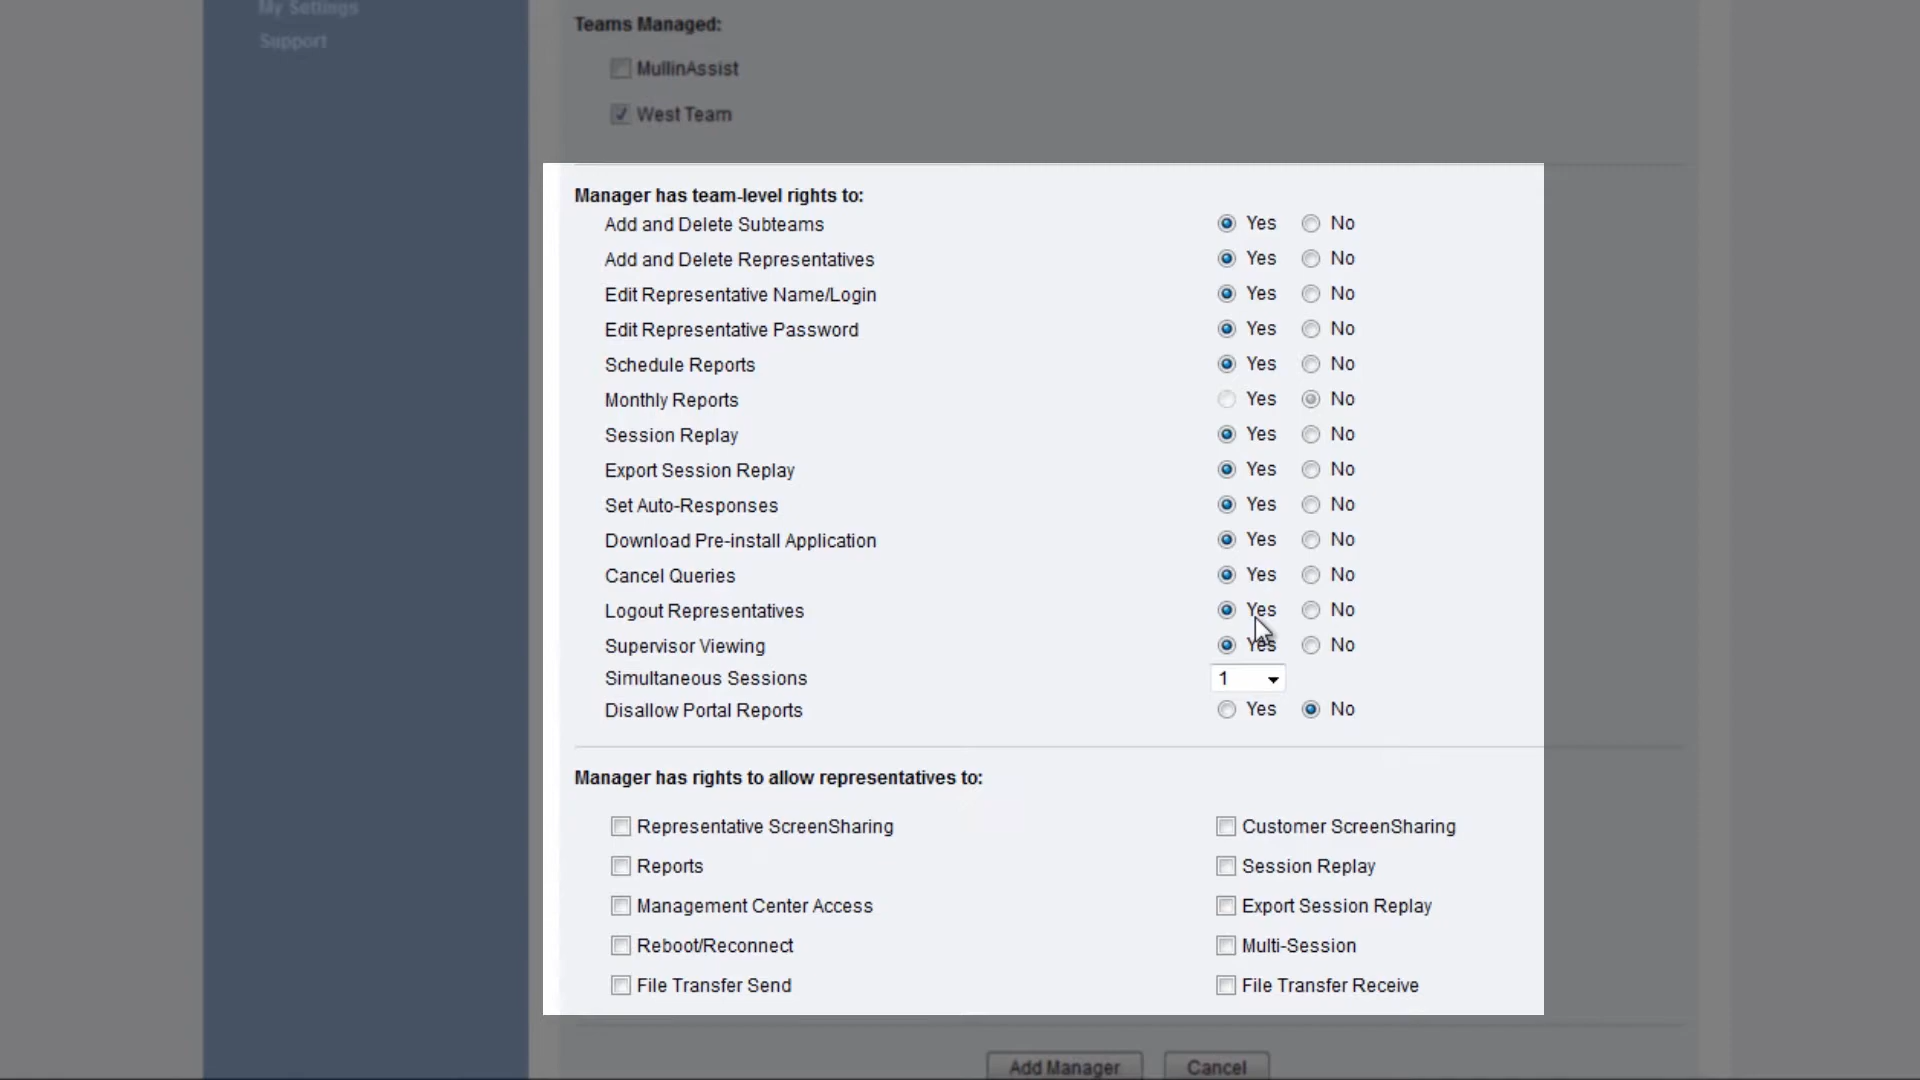 My Settings
Support
Teams Managed:
MullinAssist
West Team
Manager has team-level rights to:
Add and Delete Subteams Yes No
Add and Delete Representatives Yes No
Edit Representative Name/Login Yes No
Edit Representative Password Yes No
Schedule Reports Yes No
Monthly Reports Yes No
Session Replay Yes No
Export Session Replay Yes No
Set Auto-Responses Yes No
Download Pre-install Application Yes No
Cancel Queries Yes No
Logout Representatives Yes No
Supervisor Viewing Yes No
Simultaneous Sessions 1
Disallow Portal Reports Yes No
Manager has rights to allow representatives to:
Representative ScreenSharing Customer ScreenSharing
Reports Session Replay
Management Center Access Export Session Replay
Reboot/Reconnect Multi-Session
File Transfer Send File Transfer Receive
Add Manager Cancel